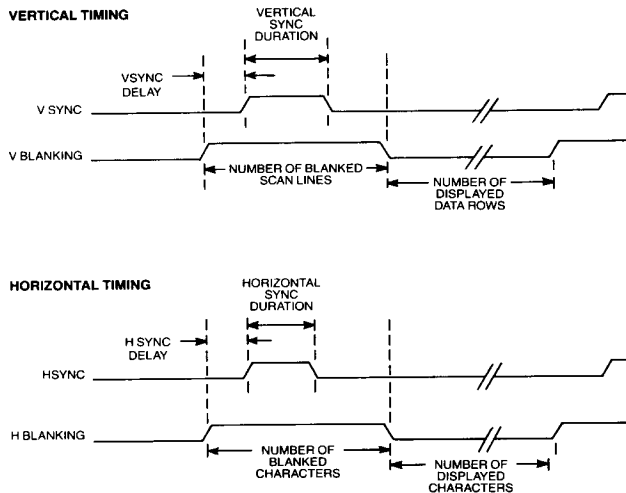 VERTICAL TIMING
VERTICAL
SYNC
DURATION
VSYNC
DELAY
V SYNC
V BLANKING
NUMBER OF BLANKED
SCAN LINES
NUMBER OF
DISPLAYED
DATA ROWS
HORIZONTAL TIMING
HORIZONTAL
SYNC
DURATION
H SYNC
DELAY
HSYNC
H BLANKING
NUMBER OF
BLANKED
CHARACTERS
NUMBER OF
DISPLAYED
CHARACTERS